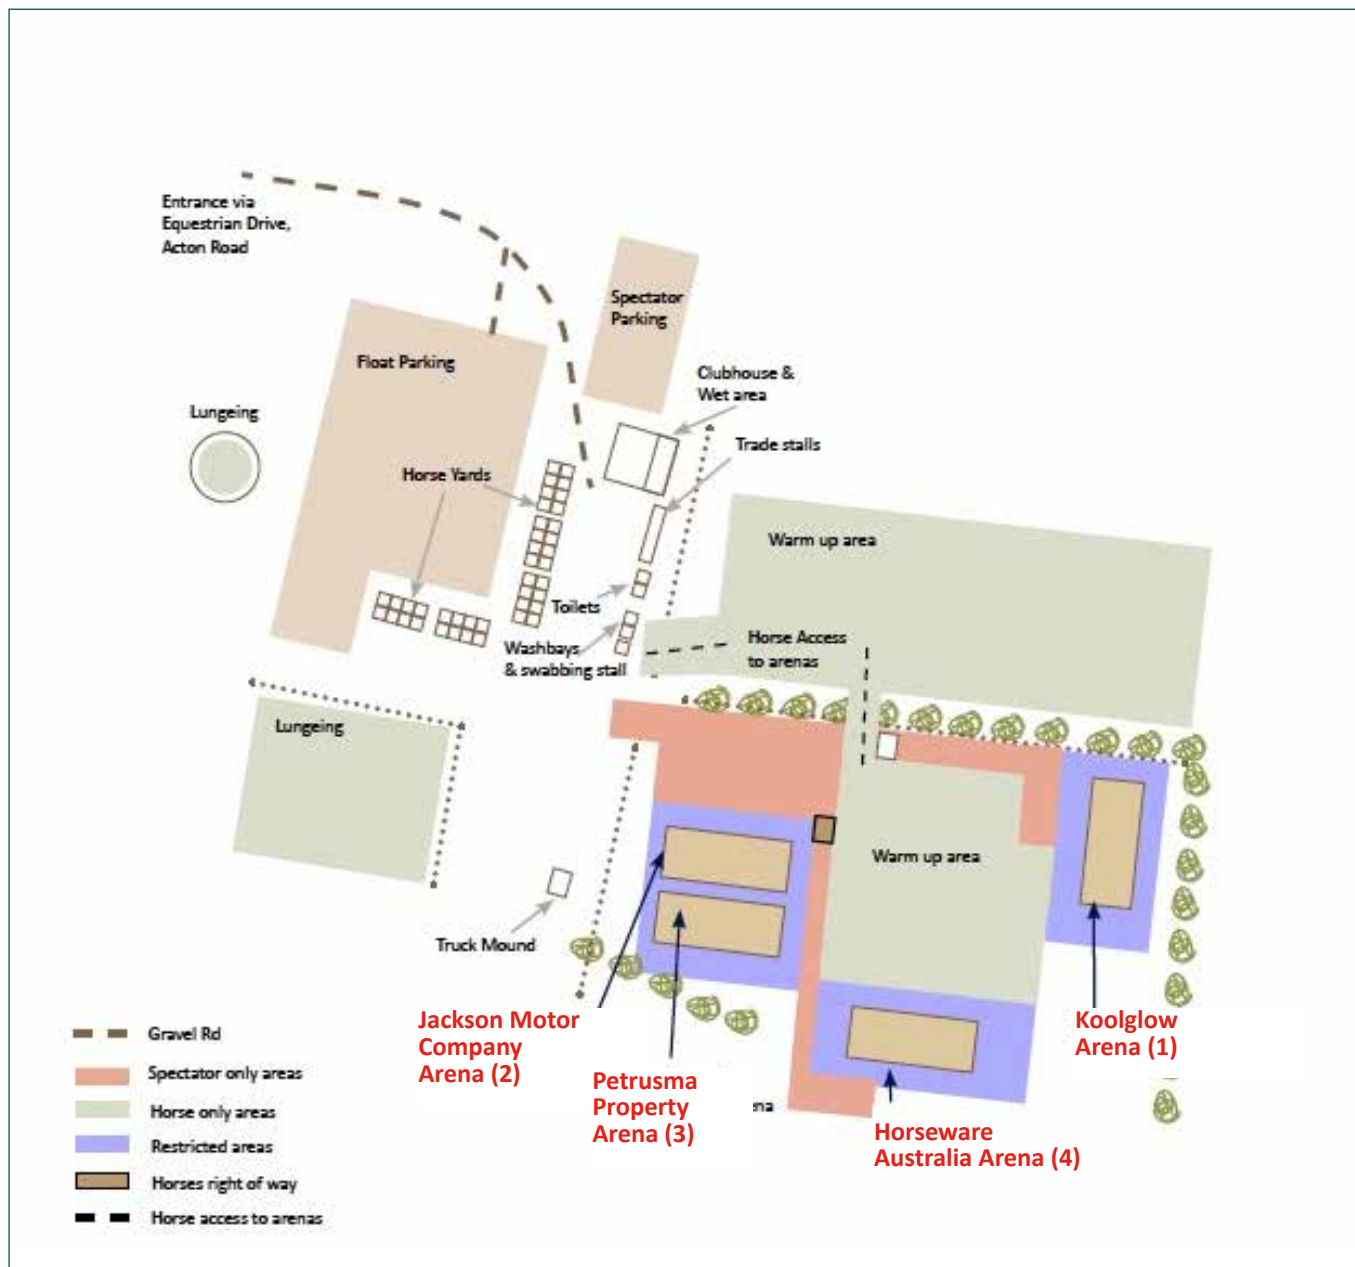 Entrance via
Equestrian Drive,
Acton Road
Spectator
Parking
Float Parking
Clubhouse &
Wet area
Lungeing
Trade stalls
Horse Yards
Warm up area
Toilets
Horse Access
to arenas
Washbays
& swabbing stall
Lungeing
Warm up area
Truck Mound
Jackson Motor
Company
Arena (2)
Koolglow
Arena (1)
Petrusma
Property
Arena (3)
ena
Horseware
Australia Arena (4)
Gravel Rd
Spectator only areas
Horse only areas
Restricted areas
Horses right of way
Horse access to arenas